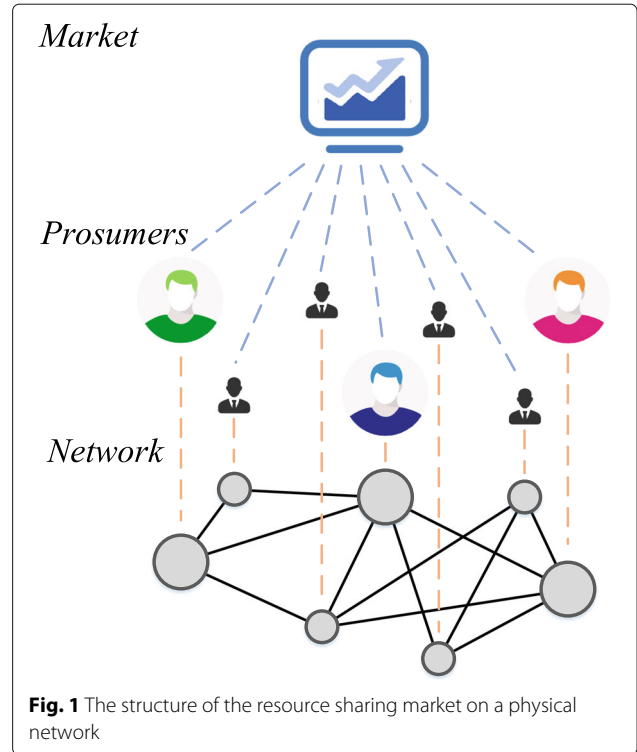 Market
Prosumers
Network
Fig. 1 The structure of the resource sharing market on a physical
network